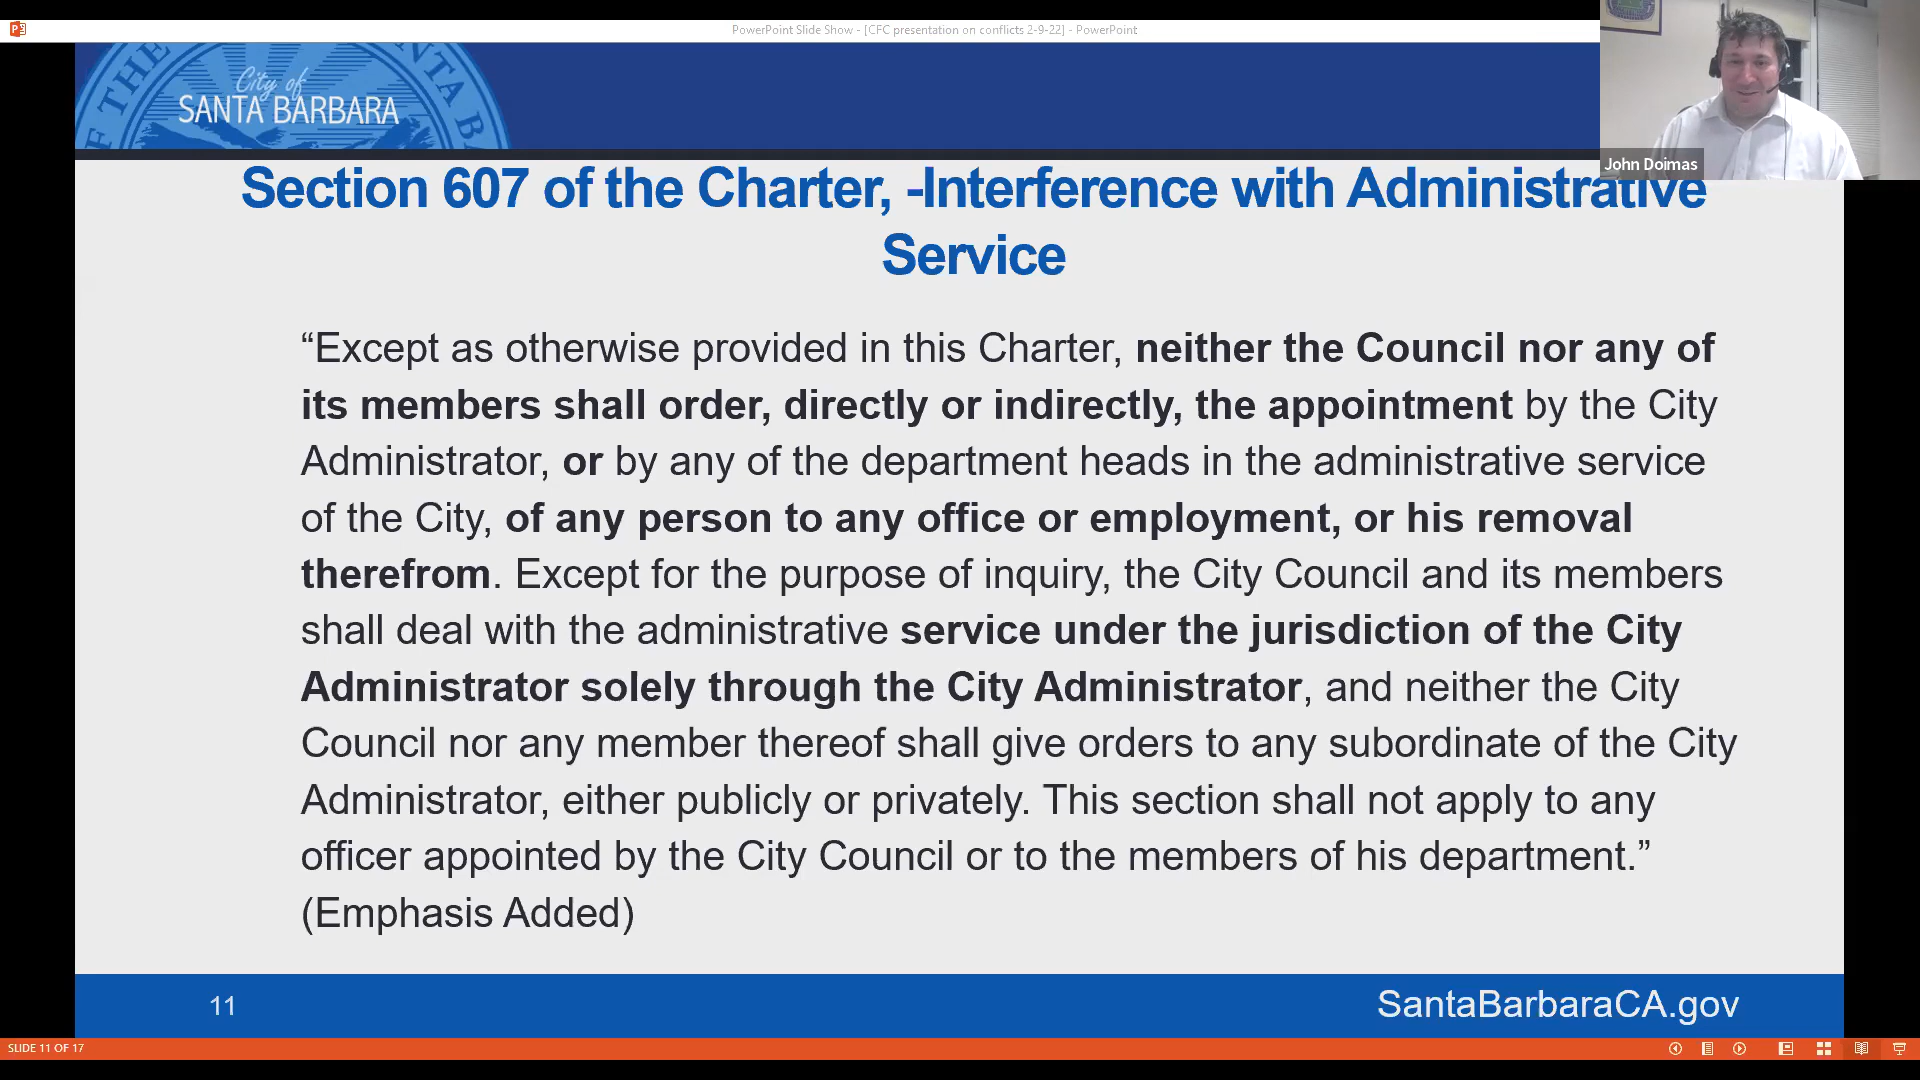 PowerPoint Slide Show - [CFC presentation on conflicts 2-9-22] - PowerPoint
OF THE
NTA B
City of
SANTA BARBARA
John Doimas
Section 607 of the Charter, -Interference with Administrative
Service
“Except as otherwise provided in this Charter, neither the Council nor any of
its members shall order, directly or indirectly, the appointment by the City
Administrator, or by any of the department heads in the administrative service
of the City, of any person to any office or employment, or his removal
therefrom. Except for the purpose of inquiry, the City Council and its members
shall deal with the administrative service under the jurisdiction of the City
Administrator solely through the City Administrator, and neither the City
Council nor any member thereof shall give orders to any subordinate of the City
Administrator, either publicly or privately. This section shall not apply to any
officer appointed by the City Council or to the members of his department.”
(Emphasis Added)
11
SantaBarbaraCA.gov
SLIDE 11 OF 17